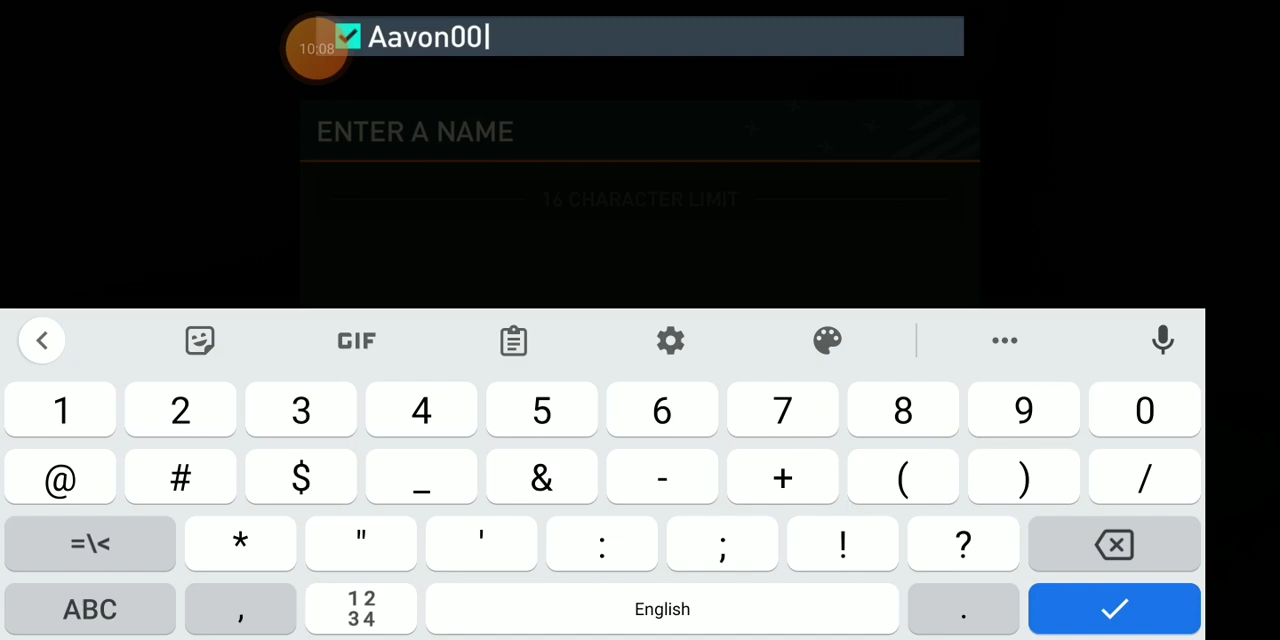 Aavon00
10:08
ENTER A NAME
16 CHARACTER LIMIT
GIF
1 2 3 4 5 6 7 8 9 0
@ # $ _ & - + ( ) /
=\< * " ' : ; ! ?
ABC , 1 2 3 4 English .